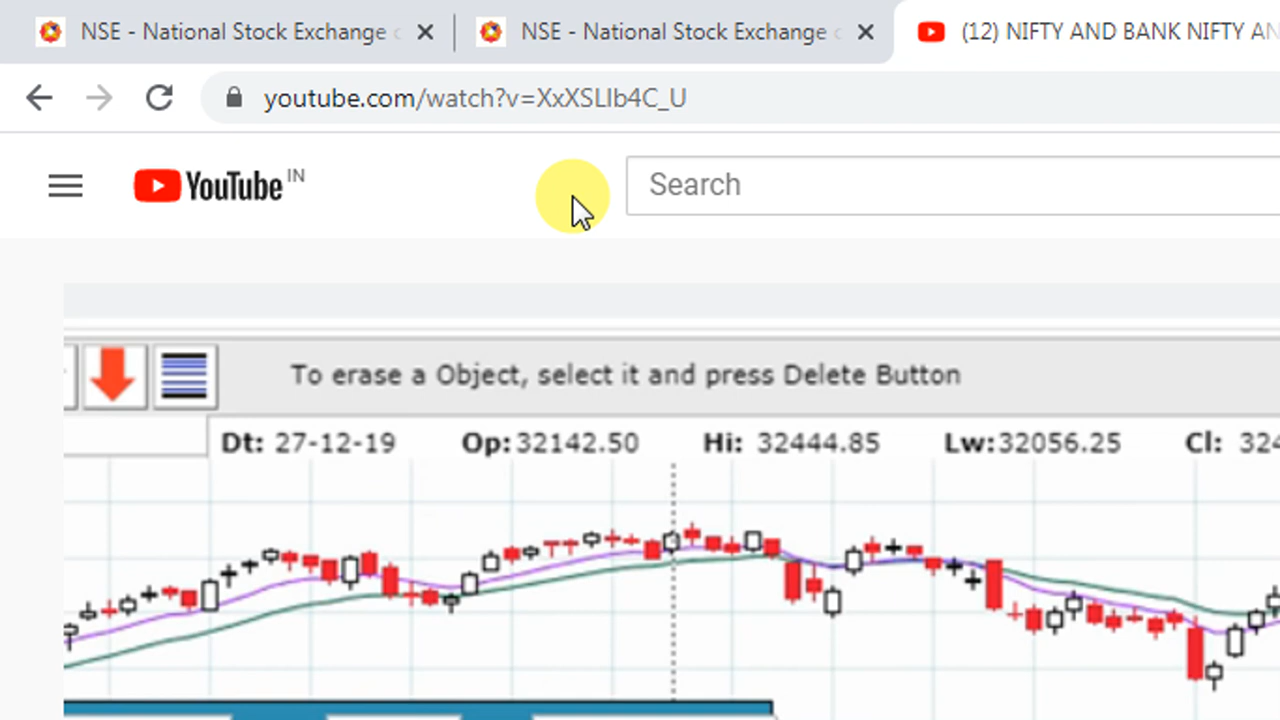 NSE - National Stock Exchange
NSE - National Stock Exchange
(12) NIFTY AND BANK NIFTY AN
youtube.com/watch?v=XxXSLIb4C_U
YouTube IN
Search
To erase a Object, select it and press Delete Button
Dt: 27-12-19 Op:32142.50 Hi: 32444.85 Lw:32056.25 Cl: 324